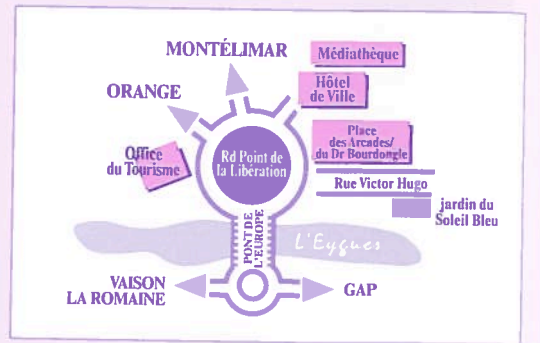 MONTÉLIMAR
Médiathèque
Hôtel
de Ville
ORANGE
Place
des Arcades/
du Dr Bourdongle
Office
du Tourisme
Rd Point de
la Libération
Rue Victor Hugo
jardin du
Soleil Bleu
PONT DE
L'EUROPE
L'Eygues
VAISON
LA ROMAINE
GAP